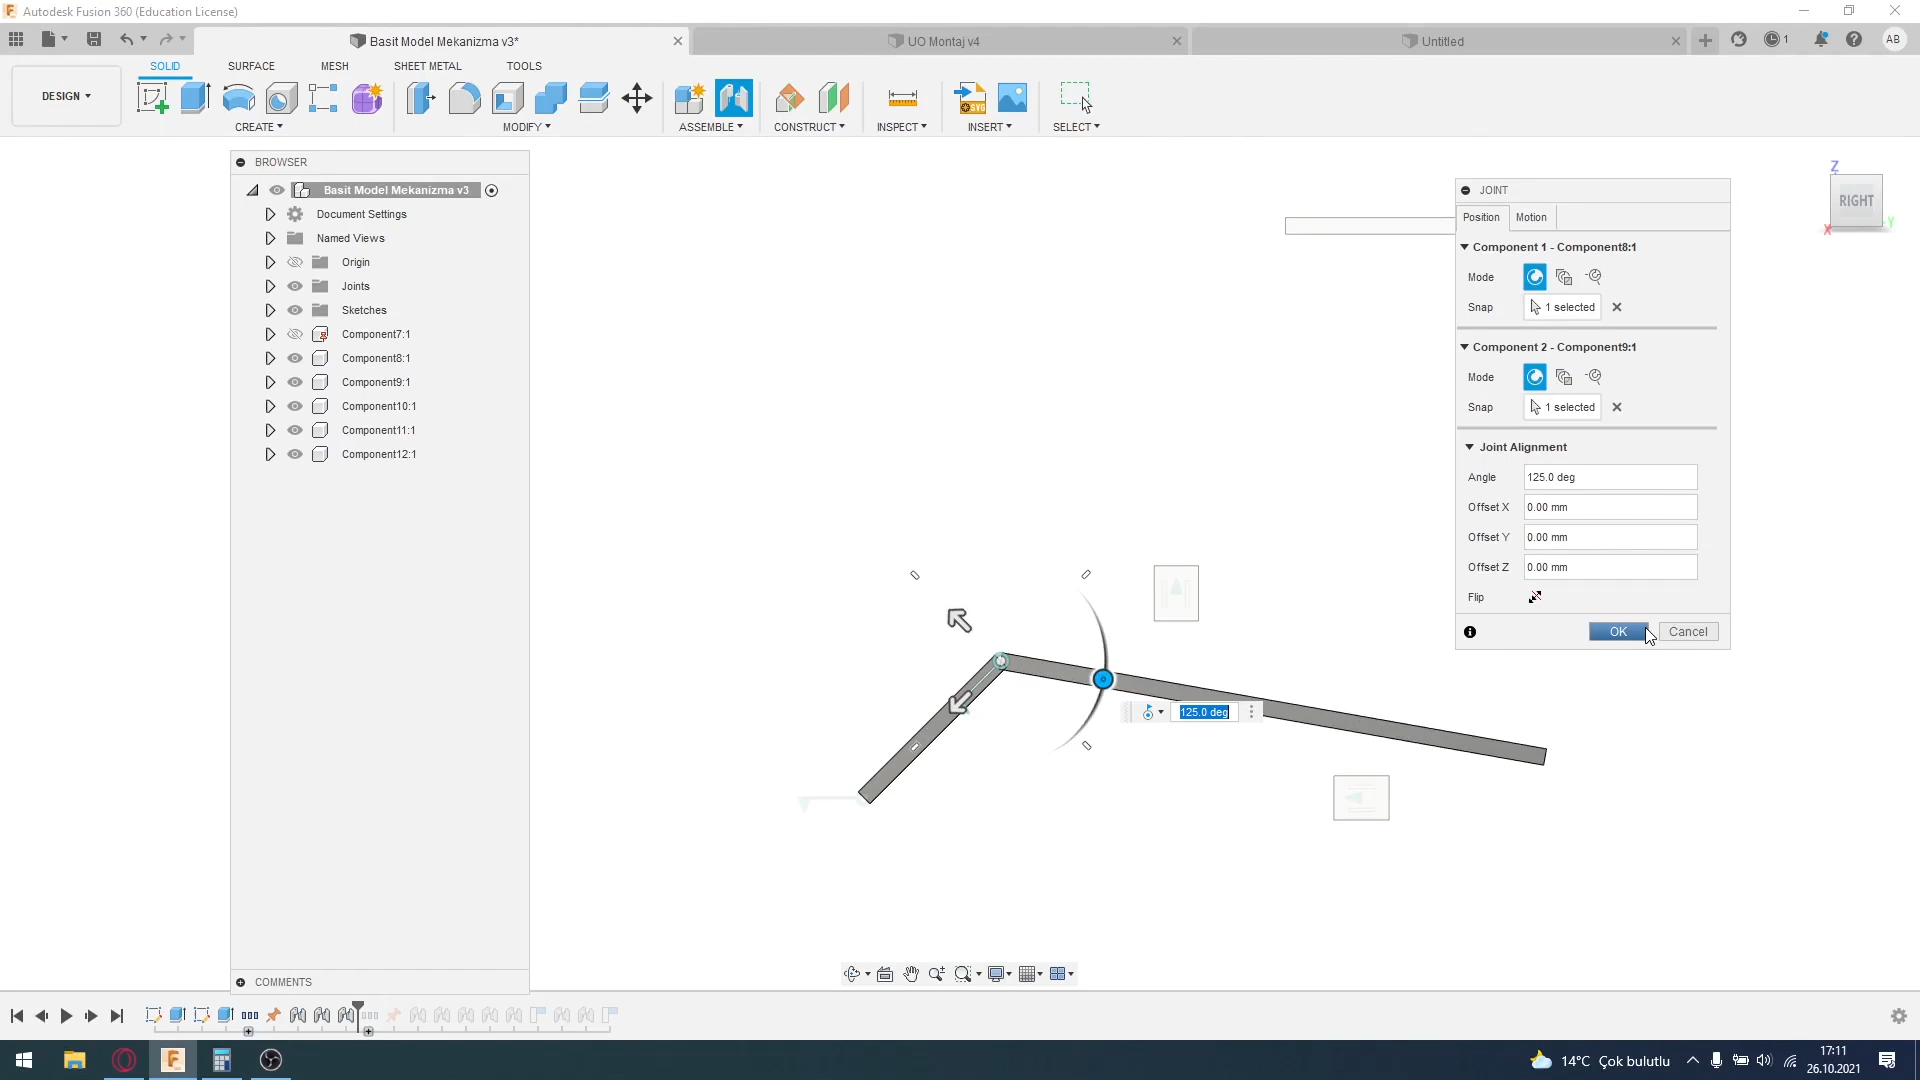 Autodesk Fusion 360 (Education License)
Basit Model Mekanizma v3*
UO Montaj v4
Untitled
1
AB
SOLID
SURFACE
MESH
SHEET METAL
TOOLS
DESIGN
CREATE
MODIFY
ASSEMBLE
CONSTRUCT
INSPECT
INSERT
SELECT
SVG
BROWSER
Basit Model Mekanizma v3
Document Settings
Named Views
Origin
Joints
Sketches
Component7:1
Component8:1
Component9:1
Component10:1
Component11:1
Component12:1
COMMENTS
Z
RIGHT
X
Y
JOINT
Position
Motion
Component 1 - Component8:1
Mode
Snap
1 selected
Component 2 - Component9:1
Mode
Snap
1 selected
Joint Alignment
Angle
125.0 deg
Offset X
0.00 mm
Offset Y
0.00 mm
Offset Z
0.00 mm
Flip
OK
Cancel
125.0 deg
14°C Çok bulutlu
17:11
26.10.2021